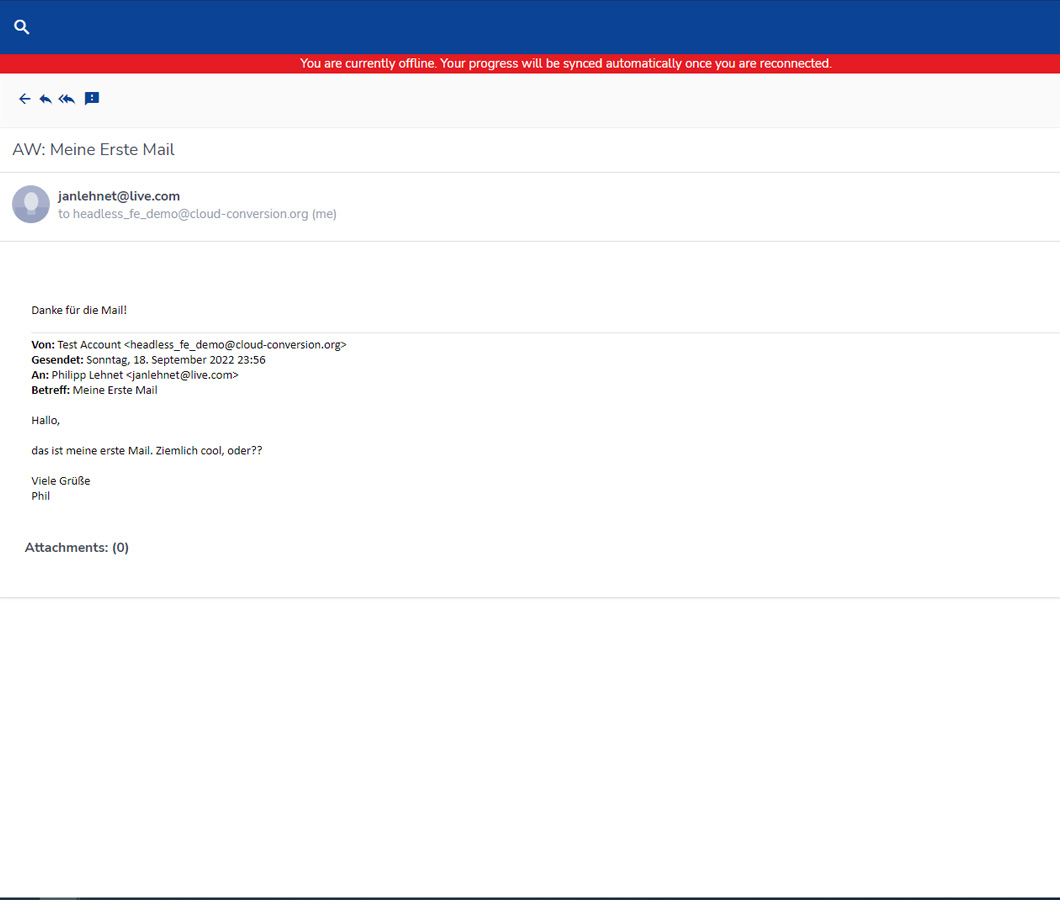 You are currently offline. Your progress will be synced automatically once you are reconnected.
AW: Meine Erste Mail
janlehnet@live.com
to headless_fe_demo@cloud-conversion.org (me)
Danke für die Mail!
Von: Test Account <headless_fe_demo@cloud-conversion.org>
Gesendet: Sonntag, 18. September 2022 23:56
An: Philipp Lehnet <janlehnet@live.com>
Betreff: Meine Erste Mail
Hallo,
das ist meine erste Mail. Ziemlich cool, oder??
Viele Grüße
Phil
Attachments: (0)